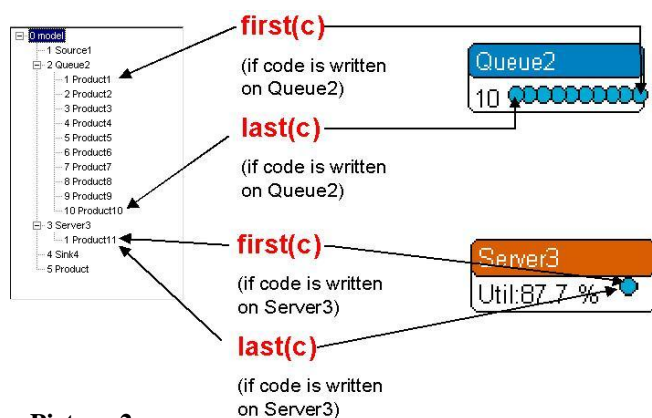 0 model
1 Source1
2 Queue2
1 Product1
2 Product2
3 Product3
4 Product4
5 Product5
6 Product6
7 Product7
8 Product8
9 Product9
10 Product10
3 Server3
1 Product11
4 Sink4
5 Product
first(c)
(if code is written
on Queue2)
last(c)
(if code is written
on Queue2)
first(c)
(if code is written
on Server3)
last(c)
(if code is written
on Server3)
Queue2
10
Server3
Util:87.7 %